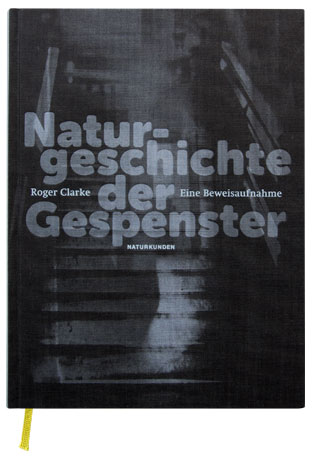 Natur-
geschichte
Roger Clarke der Eine Beweisaufnahme
Gespenster
NATURKUNDEN